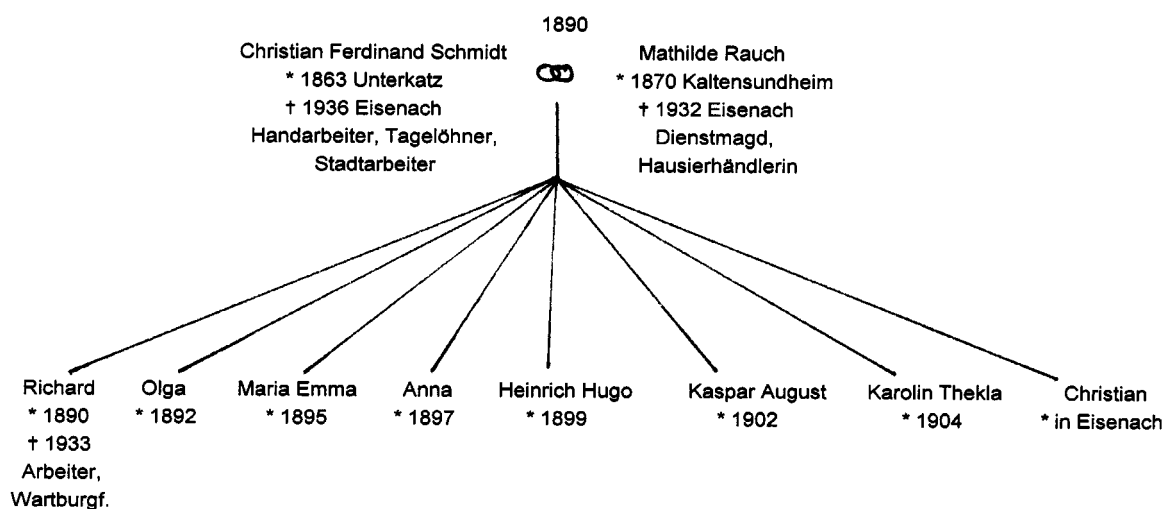 1890
Christian Ferdinand Schmidt
* 1863 Unterkatz
† 1936 Eisenach
Handarbeiter, Tagelöhner,
Stadtarbeiter
Mathilde Rauch
* 1870 Kaltensundheim
† 1932 Eisenach
Dienstmagd,
Hausierhändlerin
Richard
* 1890
† 1933
Arbeiter,
Wartburgf.
Olga
* 1892
Maria Emma
* 1895
Anna
* 1897
Heinrich Hugo
* 1899
Kaspar August
* 1902
Karolin Thekla
* 1904
Christian
* in Eisenach